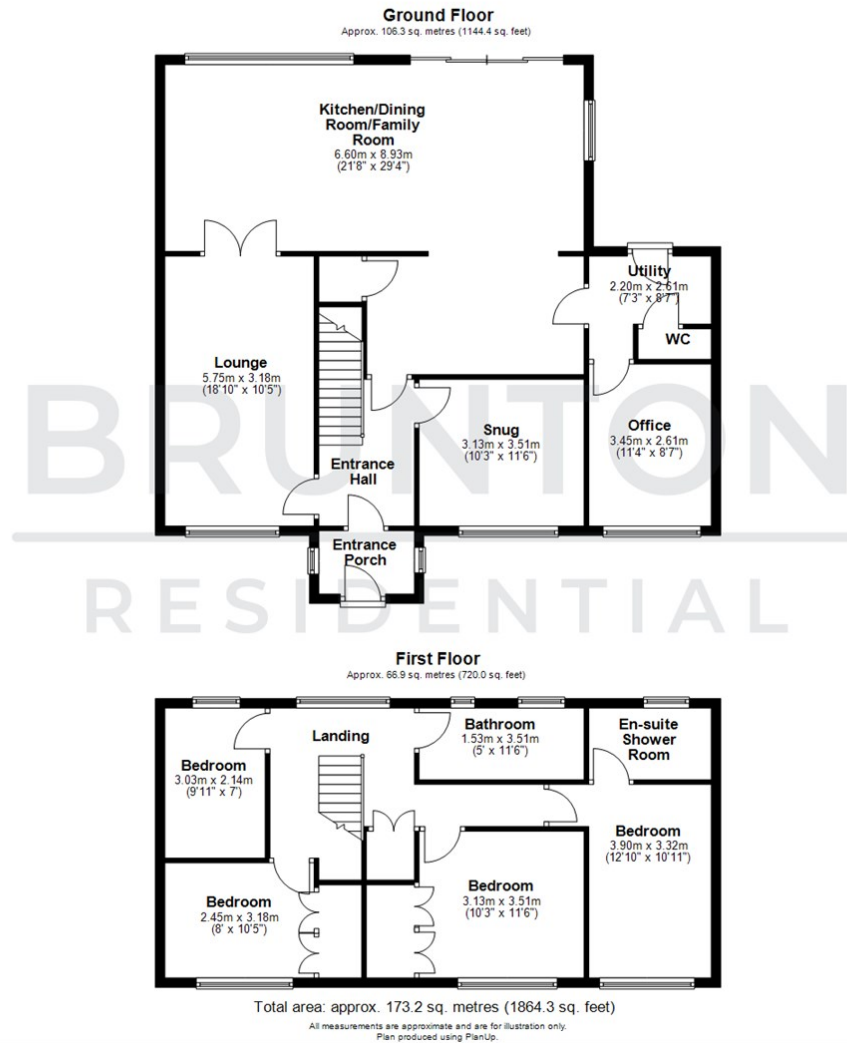 Ground Floor
Approx. 106.3 sq. metres (1144.4 sq. feet)
Kitchen/Dining
Room/Family
Room
6.60m x 8.93m
(21'8" x 29'4")
Utility
2.20m x 2.61m
(7'3" x 8'7")
WC
Lounge
5.75m x 3.18m
(18'10" x 10'5")
Snug
3.13m x 3.51m
(10'3" x 11'6")
Office
3.45m x 2.61m
(11'4" x 8'7")
Entrance
Hall
Entrance
Porch
BRUNTON
RESIDENTIAL
First Floor
Approx. 66.9 sq. metres (720.0 sq. feet)
Landing
Bathroom
1.53m x 3.51m
(5' x 11'6")
En-suite
Shower
Room
Bedroom
3.03m x 2.14m
(9'11" x 7')
Bedroom
3.90m x 3.32m
(12'10" x 10'11")
Bedroom
2.45m x 3.18m
(8' x 10'5")
Bedroom
3.13m x 3.51m
(10'3" x 11'6")
Total area: approx. 173.2 sq. metres (1864.3 sq. feet)
All measurements are approximate and are for illustration only.
Plan produced using PlanUp.